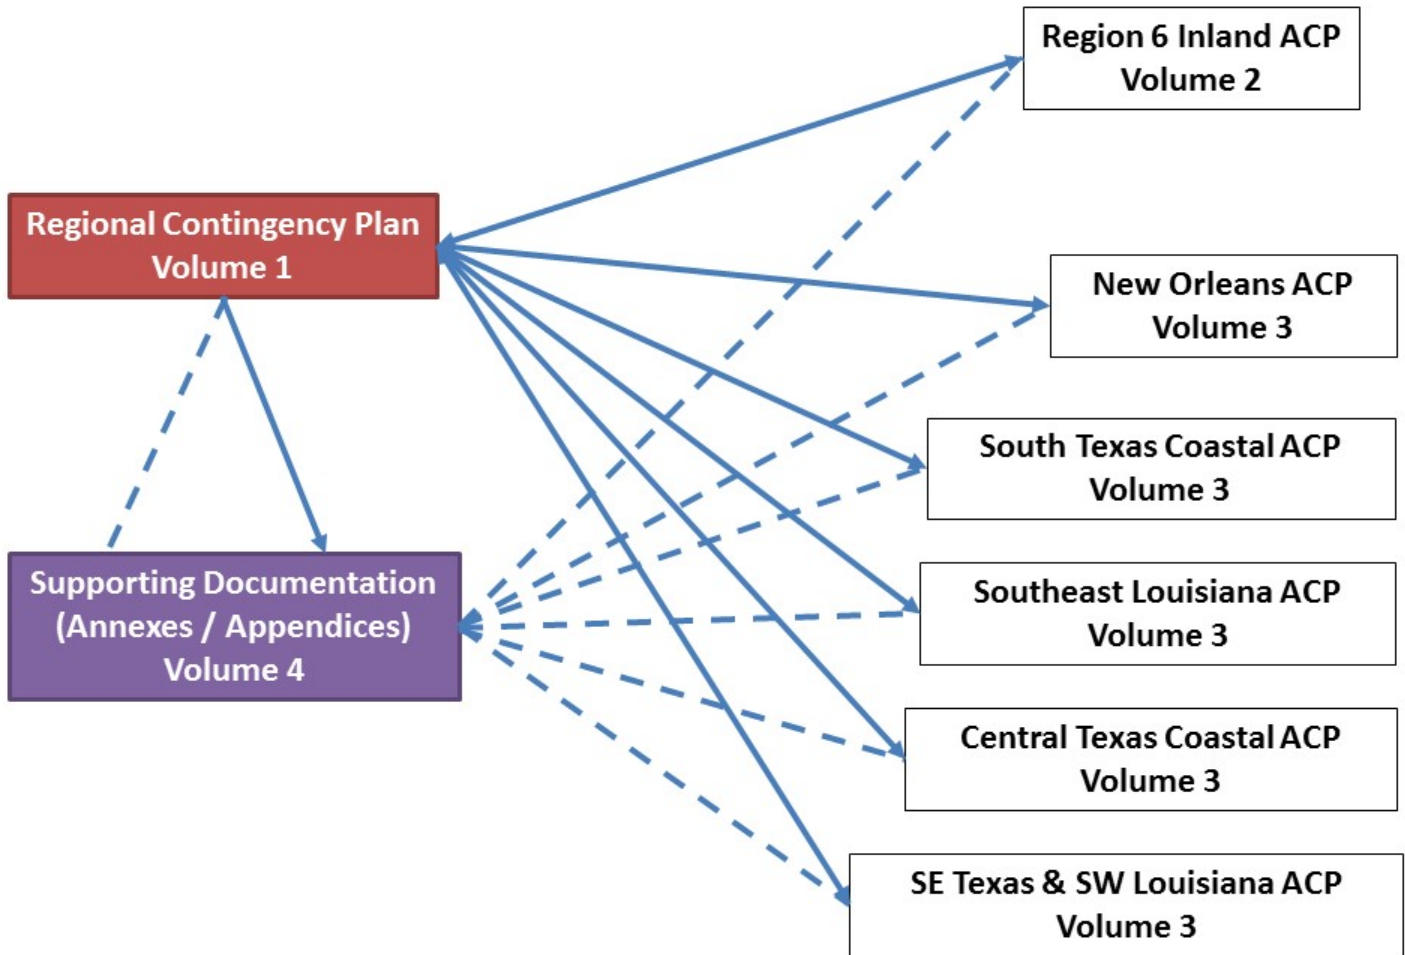 Region 6 Inland ACP
Volume 2
Regional Contingency Plan
Volume 1
New Orleans ACP
Volume 3
South Texas Coastal ACP
Volume 3
Supporting Documentation
(Annexes / Appendices)
Volume 4
Southeast Louisiana ACP
Volume 3
Central Texas Coastal ACP
Volume 3
SE Texas & SW Louisiana ACP
Volume 3